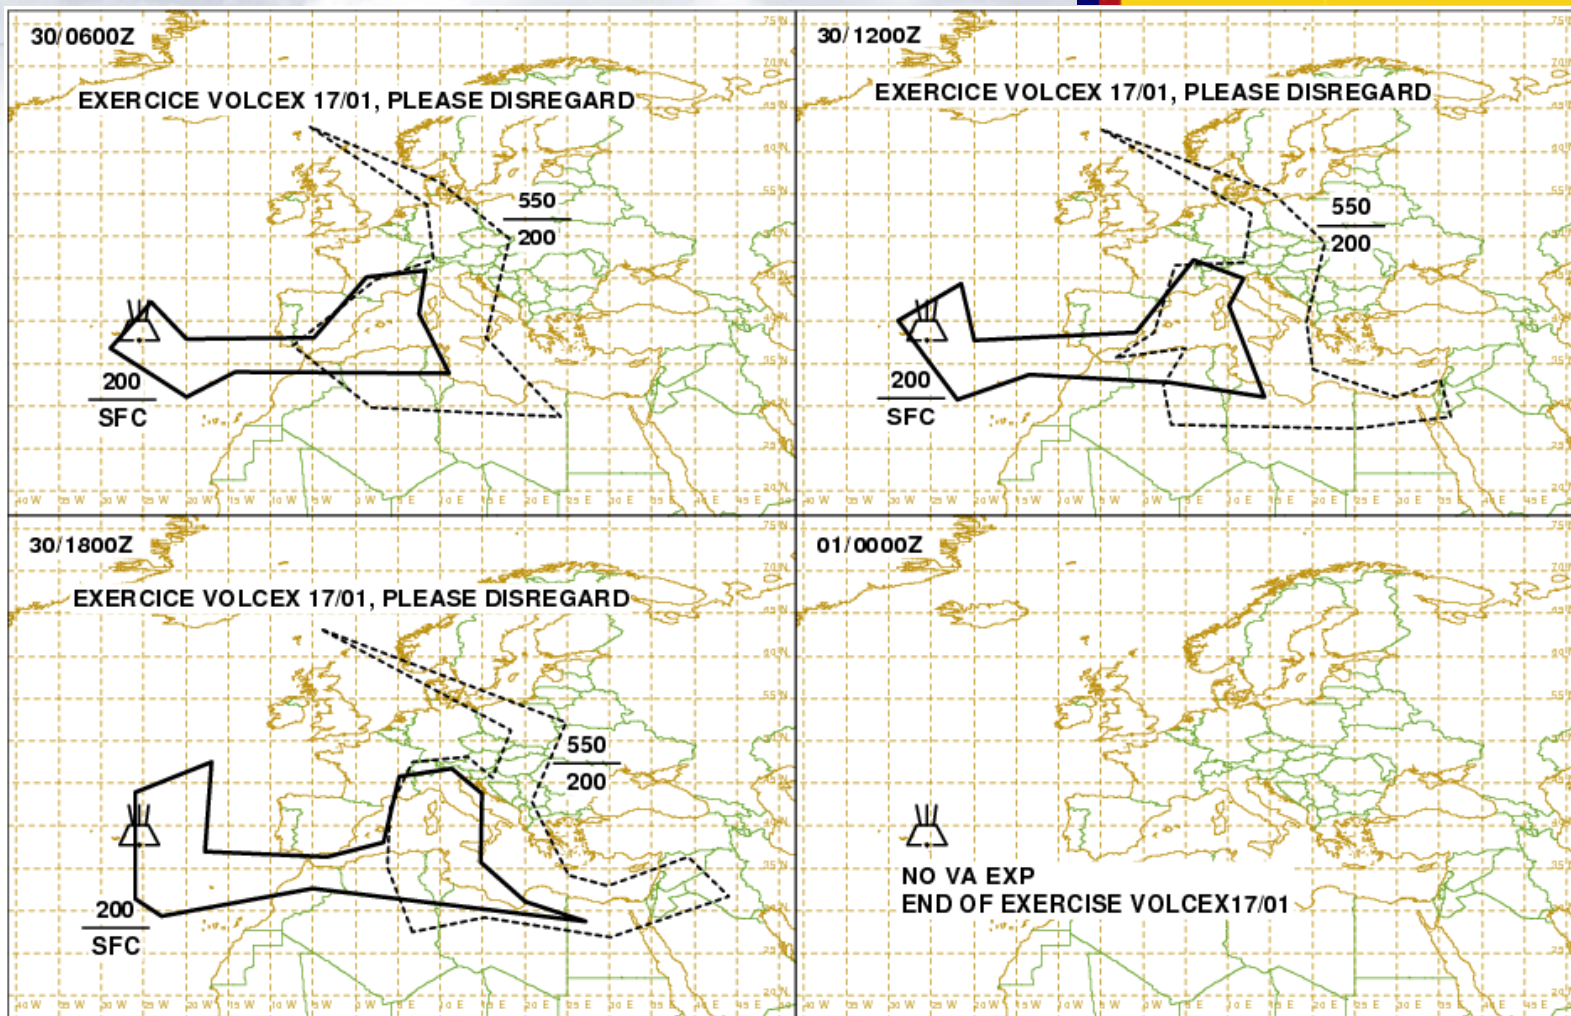 30/0600Z
EXERCICE VOLCEX 17/01, PLEASE DISREGARD
550
200
200
SFC
30/1200Z
EXERCICE VOLCEX 17/01, PLEASE DISREGARD
550
200
200
SFC
30/1800Z
EXERCICE VOLCEX 17/01, PLEASE DISREGARD
550
200
200
SFC
01/0000Z
NO VA EXP
END OF EXERCISE VOLCEX17/01